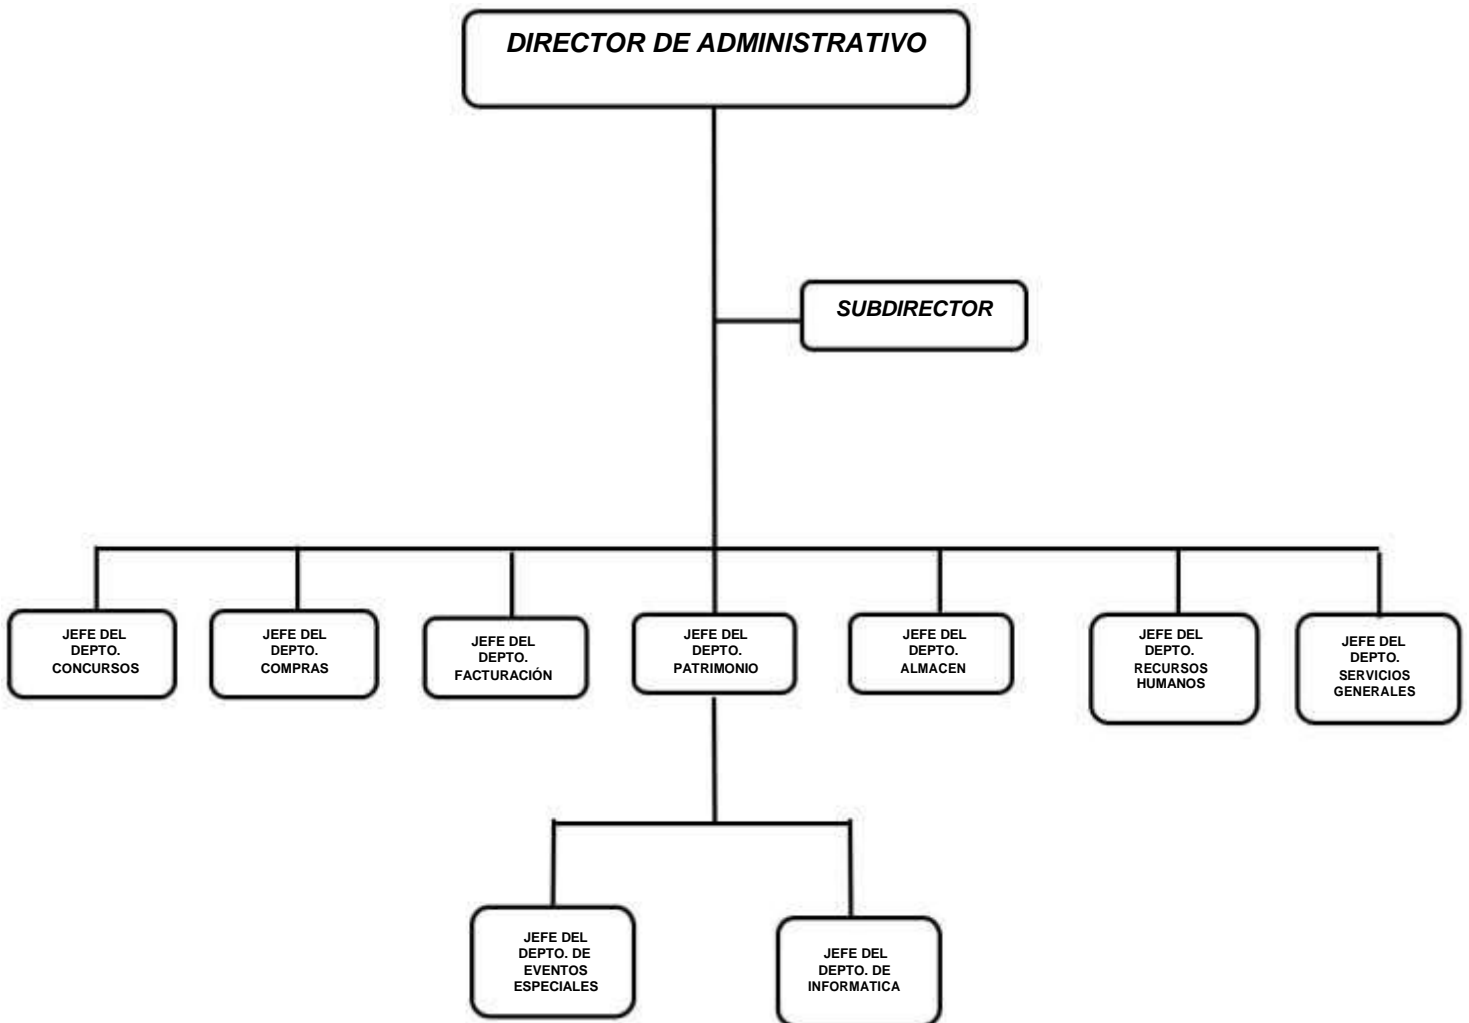 DIRECTOR DE ADMINISTRATIVO
SUBDIRECTOR
JEFE DEL
DEPTO.
CONCURSOS
JEFE DEL
DEPTO.
COMPRAS
JEFE DEL
DEPTO.
FACTURACIÓN
JEFE DEL
DEPTO.
PATRIMONIO
JEFE DEL
DEPTO.
ALMACEN
JEFE DEL
DEPTO.
RECURSOS
HUMANOS
JEFE DEL
DEPTO.
SERVICIOS
GENERALES
JEFE DEL
DEPTO. DE
EVENTOS
ESPECIALES
JEFE DEL
DEPTO. DE
INFORMATICA